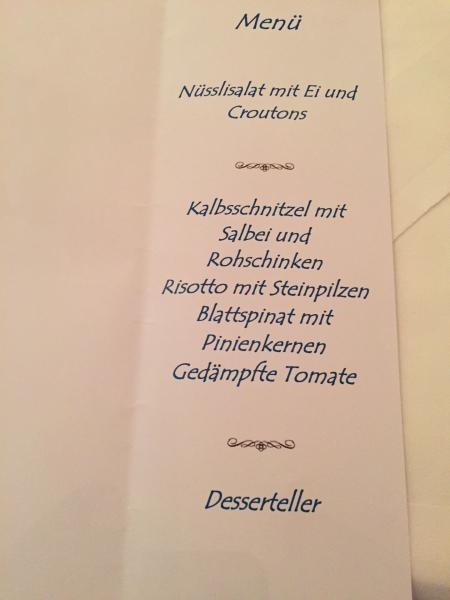 Menü
Nüsslisalat mit Ei und
Croutons
Kalbsschnitzel mit
Salbei und
Rohschinken
Risotto mit Steinpilzen
Blattspinat mit
Pinienkernen
Gedämpfte Tomate
Desserteller